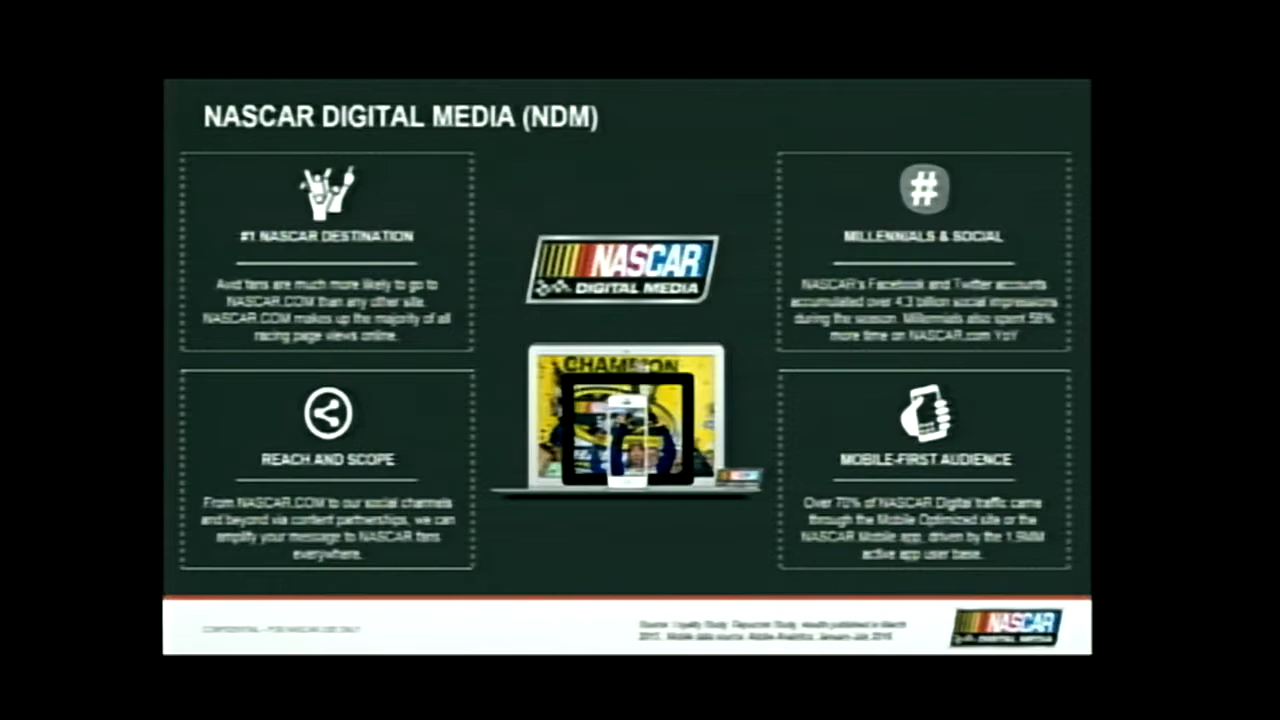 NASCAR DIGITAL MEDIA (NDM)
#1 NASCAR DESTINATION
Avid fans are much more likely to go to
NASCAR.COM than any other site.
NASCAR.COM makes up the majority of all
racing page views online.
REACH AND SCOPE
From NASCAR.COM to our social channels
and beyond via content partnerships, we can
amplify your message to NASCAR fans
everywhere.
NASCAR
DIGITAL MEDIA
CHAMPION
MILLENNIALS & SOCIAL
NASCAR's Facebook and Twitter accounts
accumulated over 4.3 billion social impressions
during the season. Millennials also spent 58%
more time on NASCAR.com YoY
MOBILE-FIRST AUDIENCE
Over 70% of NASCAR Digital traffic came
through the Mobile Optimized site or the
NASCAR Mobile app, driven by the 1.9MM
active app user base.
CONFIDENTIAL - FOR NASCAR USE ONLY
NASCAR
DIGITAL MEDIA